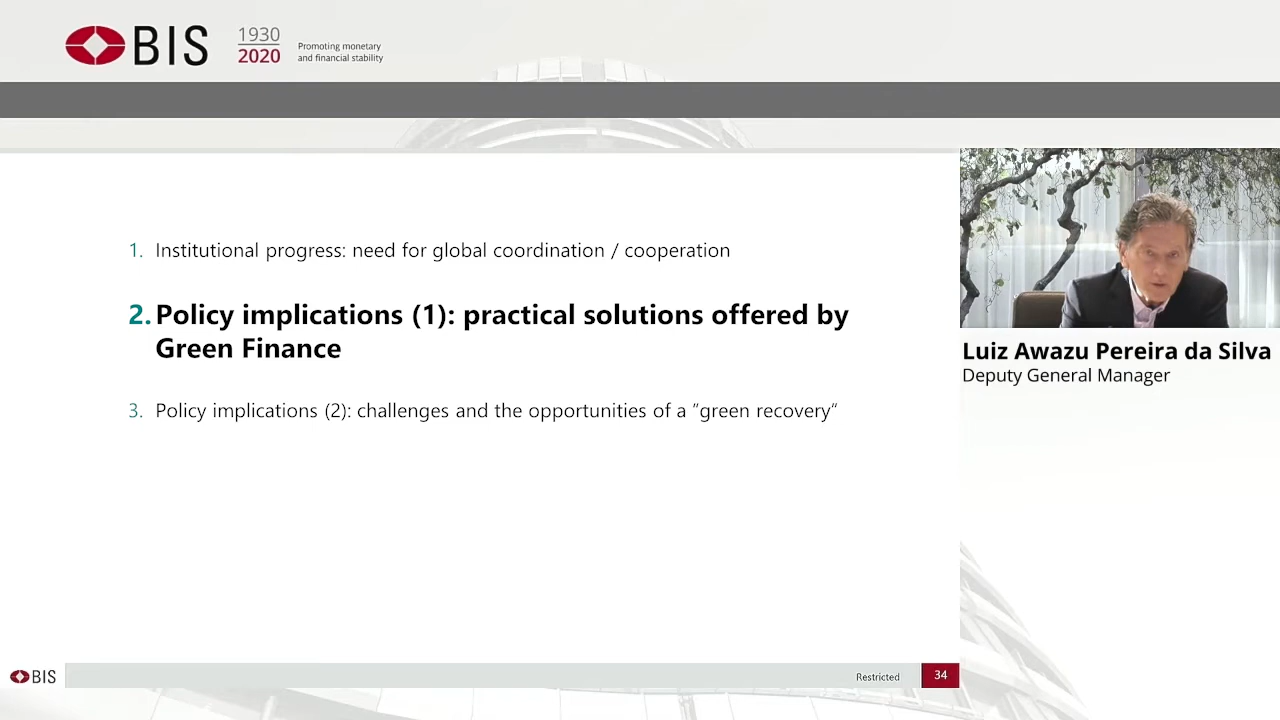 BIS
1930
2020
Promoting monetary
and financial stability
1. Institutional progress: need for global coordination / cooperation
2. Policy implications (1): practical solutions offered by
Green Finance
3. Policy implications (2): challenges and the opportunities of a “green recovery“
Luiz Awazu Pereira da Silva
Deputy General Manager
BIS
Restricted
34